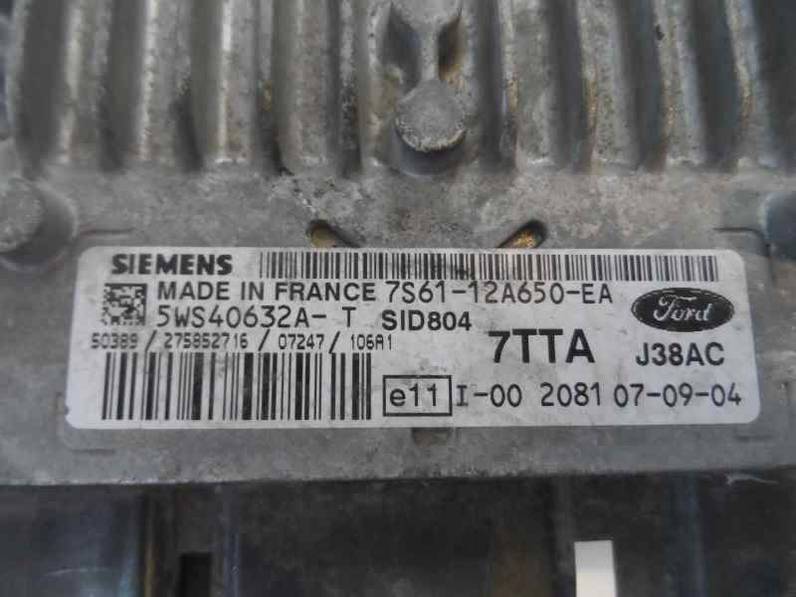 SIEMENS
MADE IN FRANCE 7S61-12A650-EA
5WS40632A- T SID804
Ford
50389 / 275852716 / 07247 / 106A1
7TTA J38AC
e11 I-00 2081 07-09-04